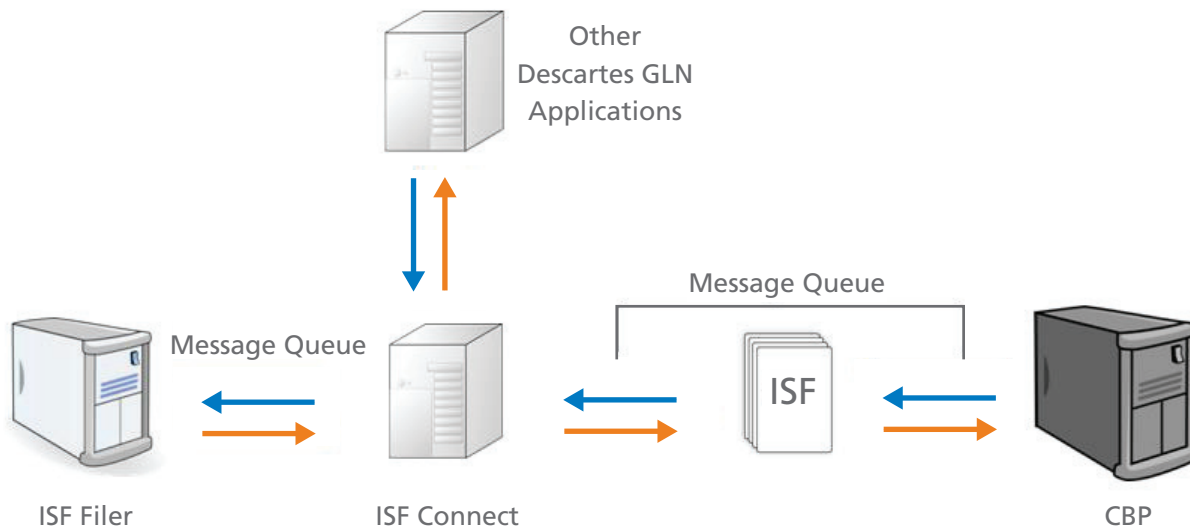 Other
Descartes GLN
Applications
Message Queue
Message Queue
ISF
ISF Filer
ISF Connect
CBP